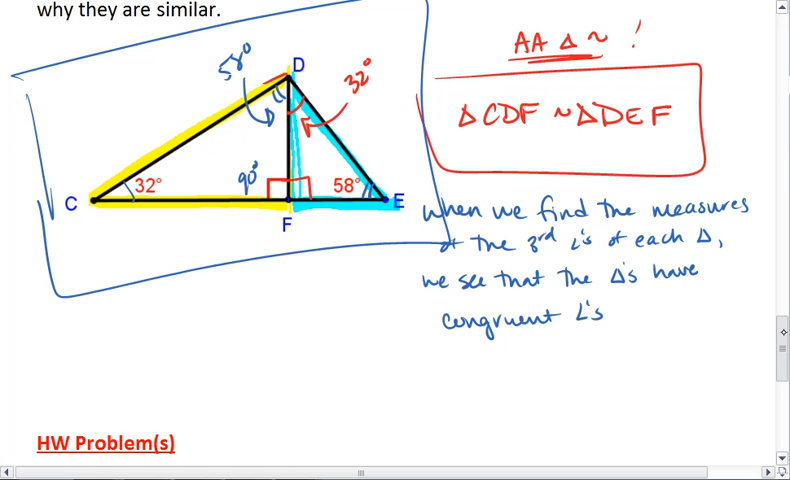 why they are similar.
AA Δ ~ !
ΔCDF ~ ΔDEF
58°
D
32°
90°
C
32°
58°
E
F
When we find the measures
of the 3rd ∠'s of each Δ,
we see that the Δ's have
congruent ∠'s
HW Problem(s)